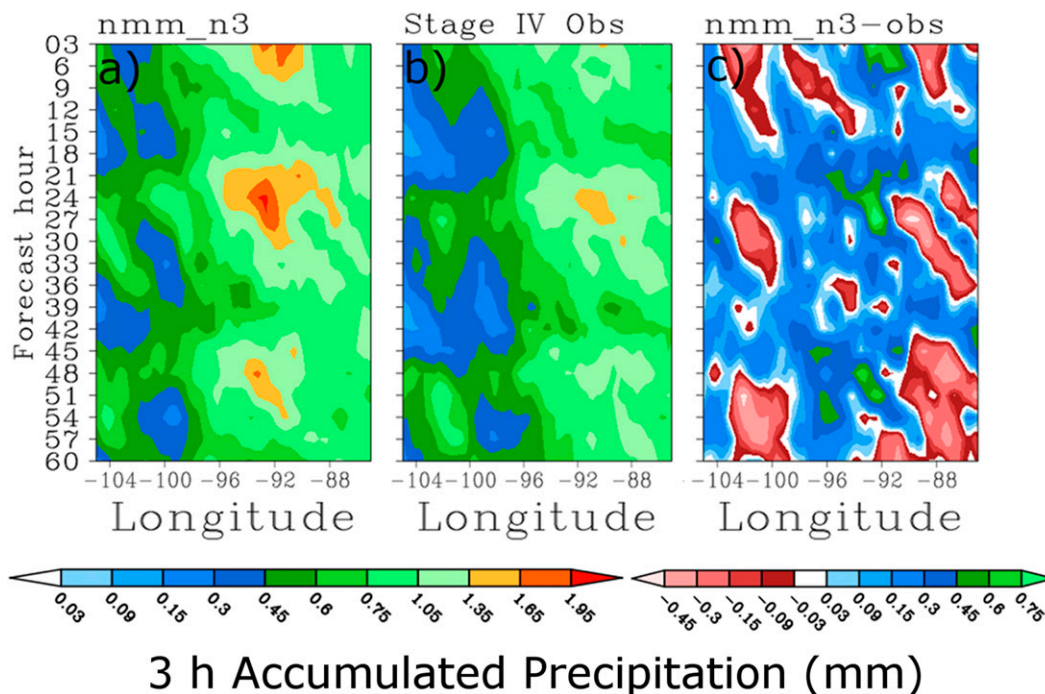 nmm_n3
Stage IV Obs
nmm_n3-obs
a)
b)
c)
Forecast hour
03
6
9
12
15
18
21
24
27
30
33
36
39
42
45
48
51
54
57
60
-104 -100 -96 -92 -88
-104 -100 -96 -92 -88
-104 -100 -96 -92 -88
Longitude
Longitude
Longitude
0.03 0.09 0.15 0.3 0.45 0.6 0.75 1.05 1.35 1.65 1.95
-0.45 -0.3 -0.15 -0.09 -0.03 0.03 0.09 0.15 0.3 0.45 0.6 0.75
3 h Accumulated Precipitation (mm)